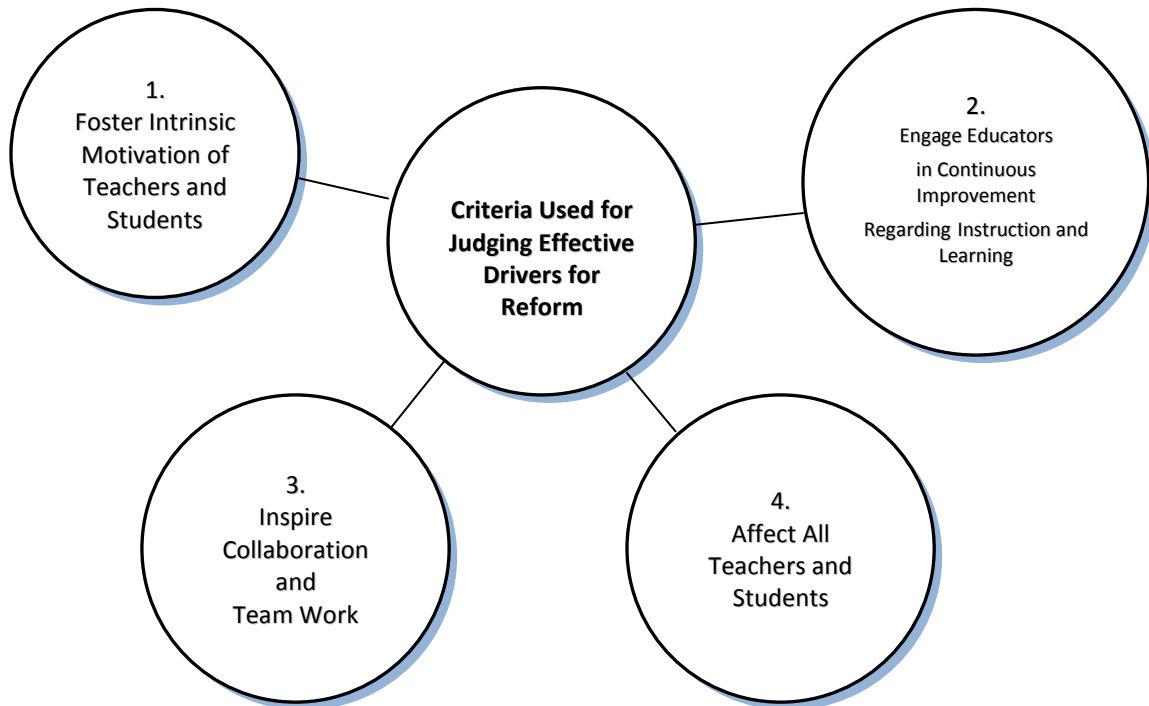 1.
Foster Intrinsic
Motivation of
Teachers and
Students
Criteria Used for
Judging Effective
Drivers for
Reform
2.
Engage Educators
in Continuous
Improvement
Regarding Instruction and
Learning
3.
Inspire
Collaboration
and
Team Work
4.
Affect All
Teachers and
Students